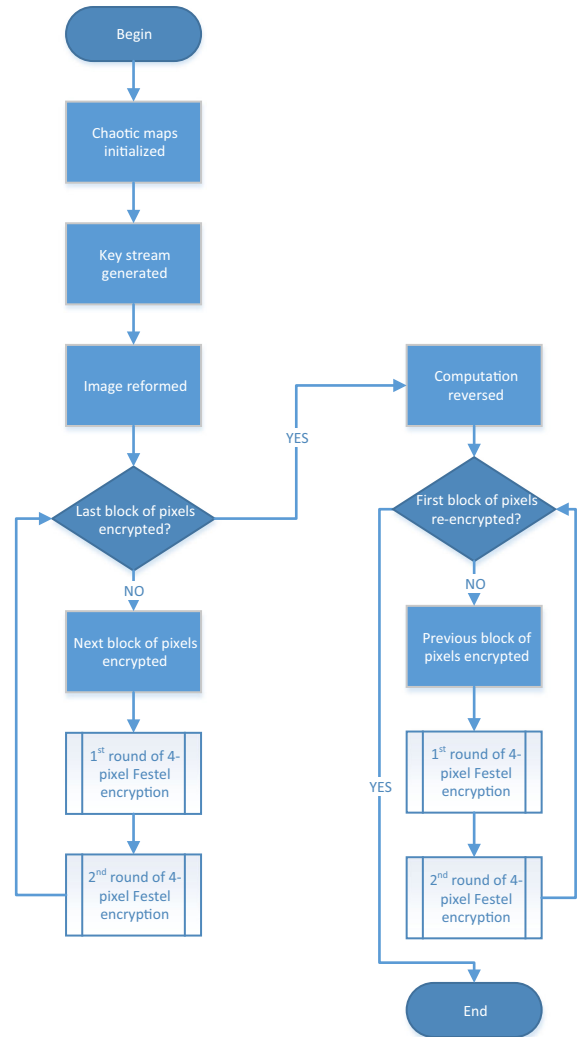 Begin
Chaotic maps
initialized
Key stream
generated
Image reformed
Last block of pixels
encrypted?
NO
Next block of pixels
encrypted
1st round of 4-
pixel Festel
encryption
2nd round of 4-
pixel Festel
encryption
YES
Computation
reversed
First block of pixels
re-encrypted?
NO
Previous block of
pixels encrypted
1st round of 4-
pixel Festel
encryption
2nd round of 4-
pixel Festel
encryption
YES
End